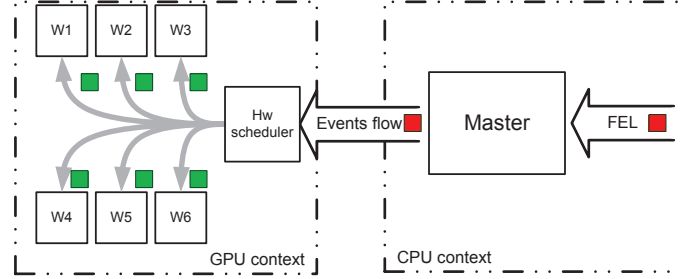 W1
W2
W3
Hw
scheduler
Events flow
Master
FEL
W4
W5
W6
GPU context
CPU context